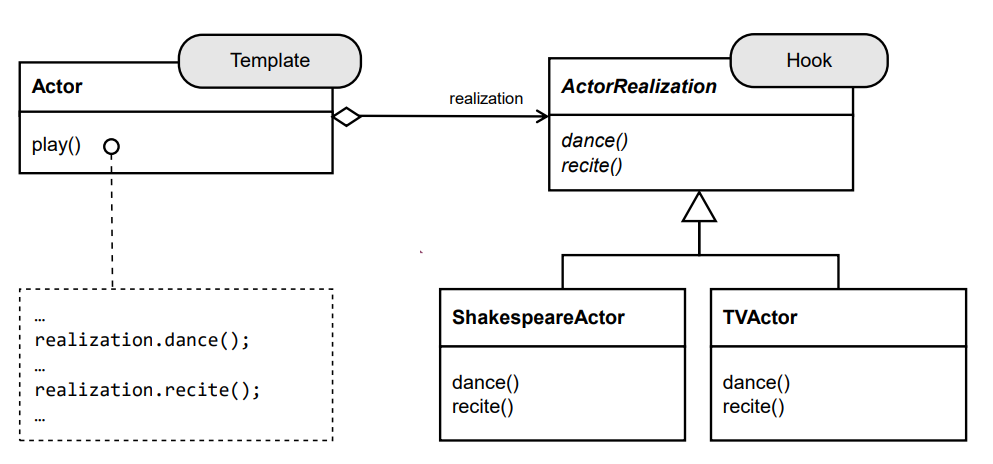 Template
Actor
play()
realization
Hook
ActorRealization
dance()
recite()
…
realization.dance();
…
realization.recite();
…
ShakespeareActor
dance()
recite()
TVActor
dance()
recite()